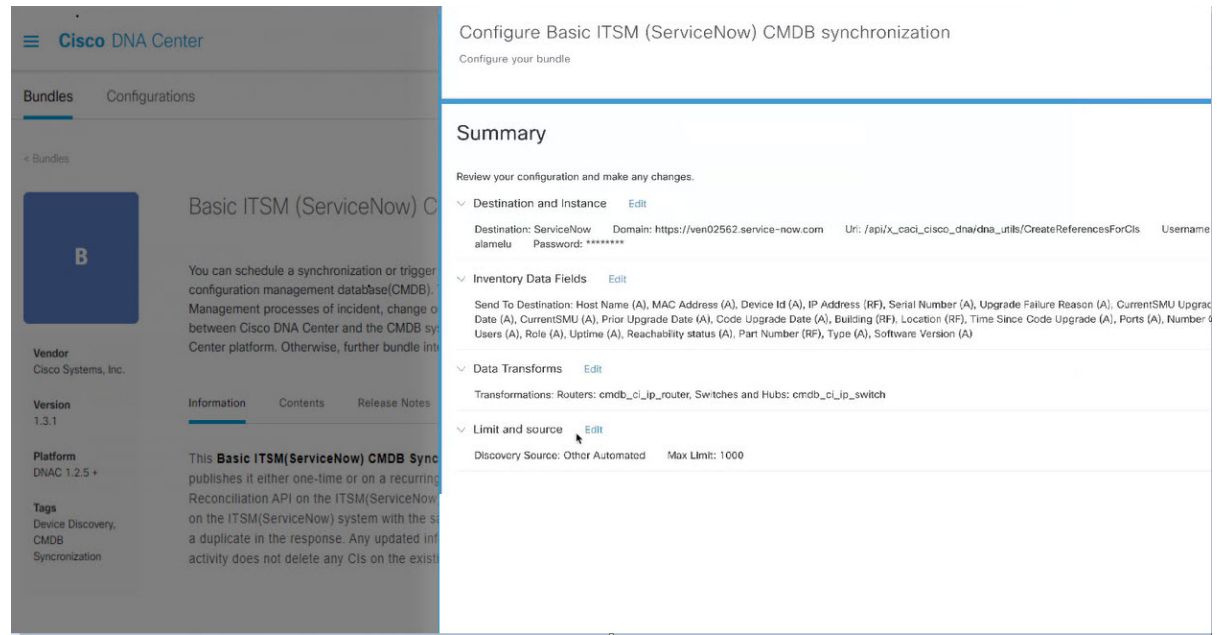 Cisco DNA Center
Bundles Configurations
< Bundles
B
Basic ITSM (ServiceNow) C
You can schedule a synchronization or trigger
configuration management database(CMDB).
Management processes of incident, change o
between Cisco DNA Center and the CMDB sy
Center platform. Otherwise, further bundle int
Vendor
Cisco Systems, Inc.
Version
1.3.1
Platform
DNAC 1.2.5 +
Tags
Device Discovery,
CMDB
Syncronization
Information Contents Release Notes
This Basic ITSM(ServiceNow) CMDB Sync
publishes it either one-time or on a recurring
Reconciliation API on the ITSM(ServiceNow
on the ITSM(ServiceNow) system with the sa
a duplicate in the response. Any updated inf
activity does not delete any CIs on the existi
Configure Basic ITSM (ServiceNow) CMDB synchronization
Configure your bundle
Summary
Review your configuration and make any changes.
Destination and Instance Edit
Destination: ServiceNow Domain: https://ven02562.service-now.com Uri: /api/x_caci_cisco_dna/dna_utils/CreateReferencesForCIs Username
alamelu Password: ********
Inventory Data Fields Edit
Send To Destination: Host Name (A), MAC Address (A), Device Id (A), IP Address (RF), Serial Number (A), Upgrade Failure Reason (A), CurrentSMU Upgrad
Date (A), CurrentSMU (A), Prior Upgrade Date (A), Code Upgrade Date (A), Building (RF), Location (RF), Time Since Code Upgrade (A), Ports (A), Number
Users (A), Role (A), Uptime (A), Reachability status (A), Part Number (RF), Type (A), Software Version (A)
Data Transforms Edit
Transformations: Routers: cmdb_ci_ip_router, Switches and Hubs: cmdb_ci_ip_switch
Limit and source Edit
Discovery Source: Other Automated Max Limit: 1000